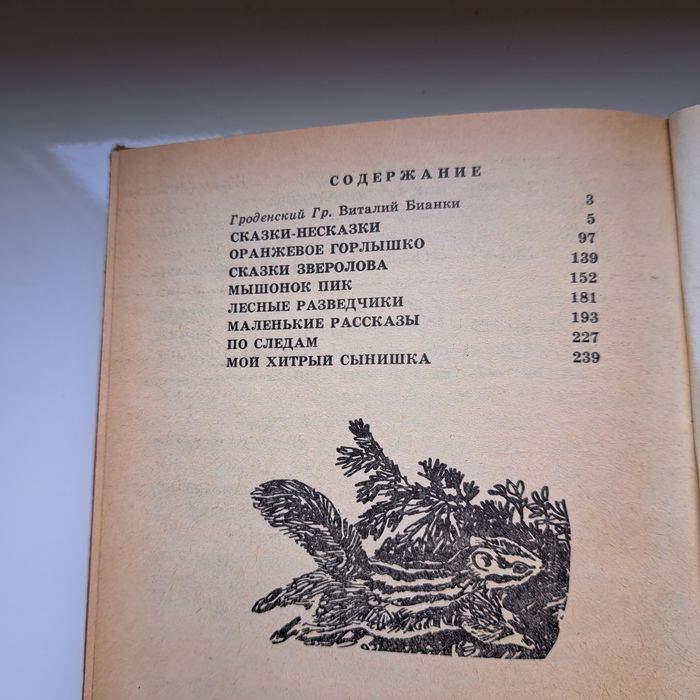 СОДЕРЖАНИЕ
Гроденский Гр. Виталий Бианки 3
СКАЗКИ-НЕСКАЗКИ 5
ОРАНЖЕВОЕ ГОРЛЫШКО 97
СКАЗКИ ЗВЕРОЛОВА 139
МЫШОНОК ПИК 152
ЛЕСНЫЕ РАЗВЕДЧИКИ 181
МАЛЕНЬКИЕ РАССКАЗЫ 193
ПО СЛЕДАМ 227
МОЙ ХИТРЫЙ СЫНИШКА 239